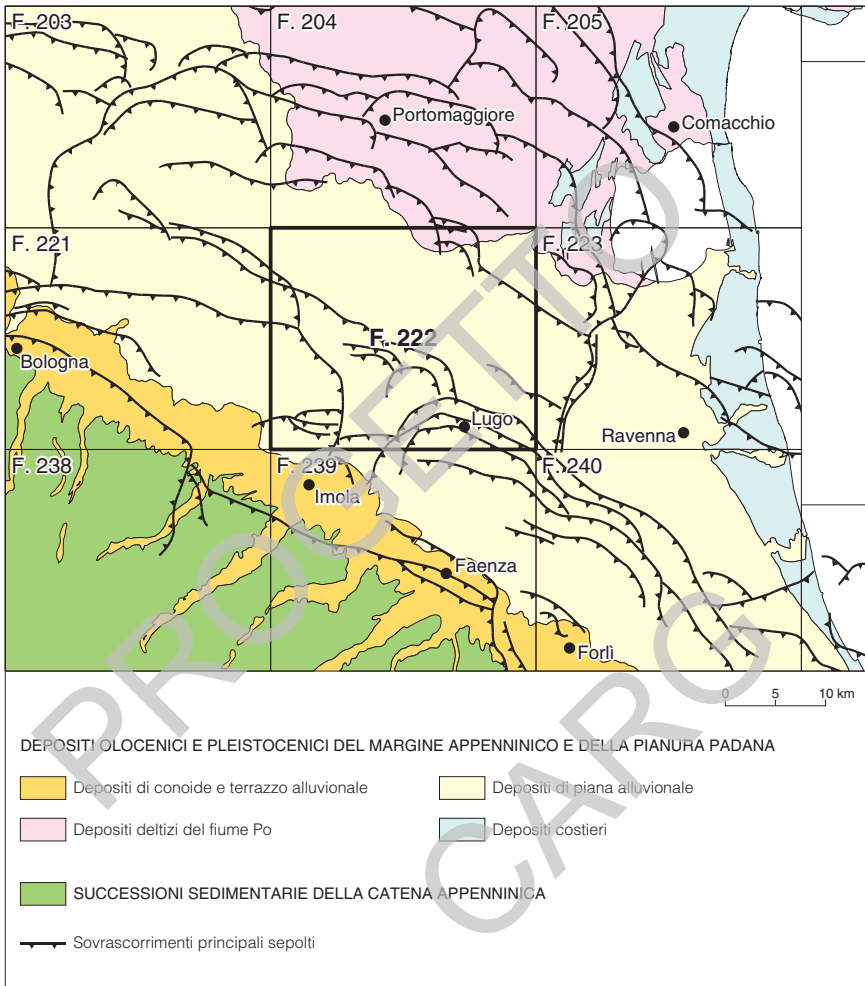 F. 203
F. 204
F. 205
Portomaggiore
Comacchio
F. 221
F. 223
F. 222
Bologna
Lugo
Ravenna
F. 238
F. 239
F. 240
Imola
Faenza
Forlì
0 5 10 km
PROGETTO
CARG
DEPOSITI OLOCENICI E PLEISTOCENICI DEL MARGINE APPENNINICO E DELLA PIANURA PADANA
Depositi di conoide e terrazzo alluvionale
Depositi di piana alluvionale
Depositi deltizi del fiume Po
Depositi costieri
SUCCESSIONI SEDIMENTARIE DELLA CATENA APPENNINICA
Sovrascorrimenti principali sepolti